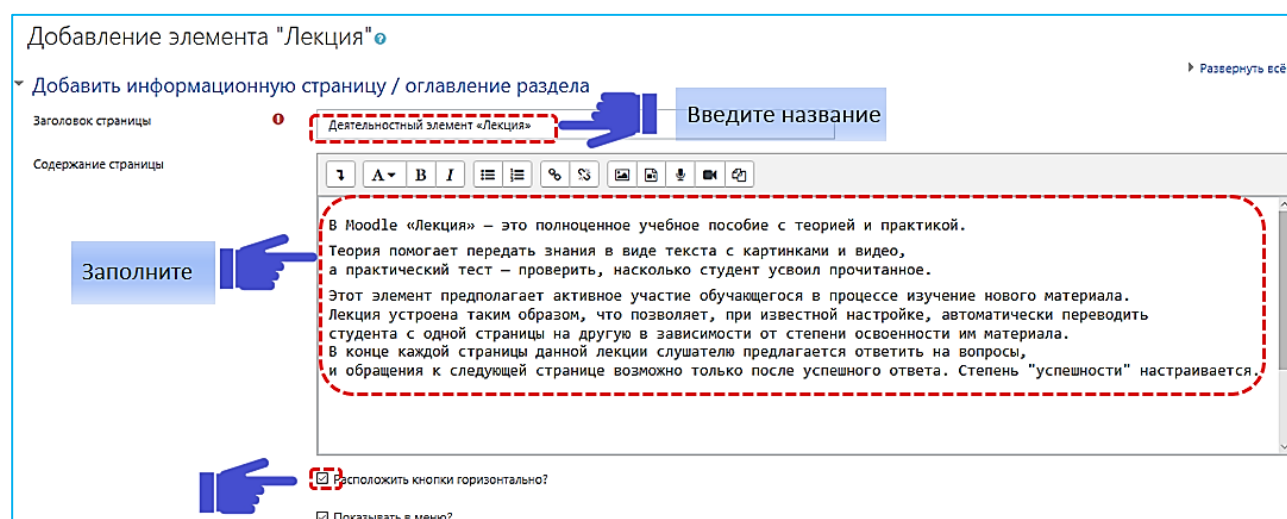 Добавление элемента "Лекция"
Развернуть всё
Добавить информационную страницу / оглавление раздела
Заголовок страницы
Деятельностный элемент «Лекция»
Введите название
Содержание страницы
A B I
В Moodle «Лекция» — это полноценное учебное пособие с теорией и практикой.
Теория помогает передать знания в виде текста с картинками и видео,
а практический тест — проверить, насколько студент усвоил прочитанное.
Заполните
Этот элемент предполагает активное участие обучающегося в процессе изучение нового материала.
Лекция устроена таким образом, что позволяет, при известной настройке, автоматически переводить
студента с одной страницы на другую в зависимости от степени освоенности им материала.
В конце каждой страницы данной лекции слушателю предлагается ответить на вопросы,
и обращения к следующей странице возможно только после успешного ответа. Степень "успешности" настраивается.
Расположить кнопки горизонтально?
Показывать в меню?